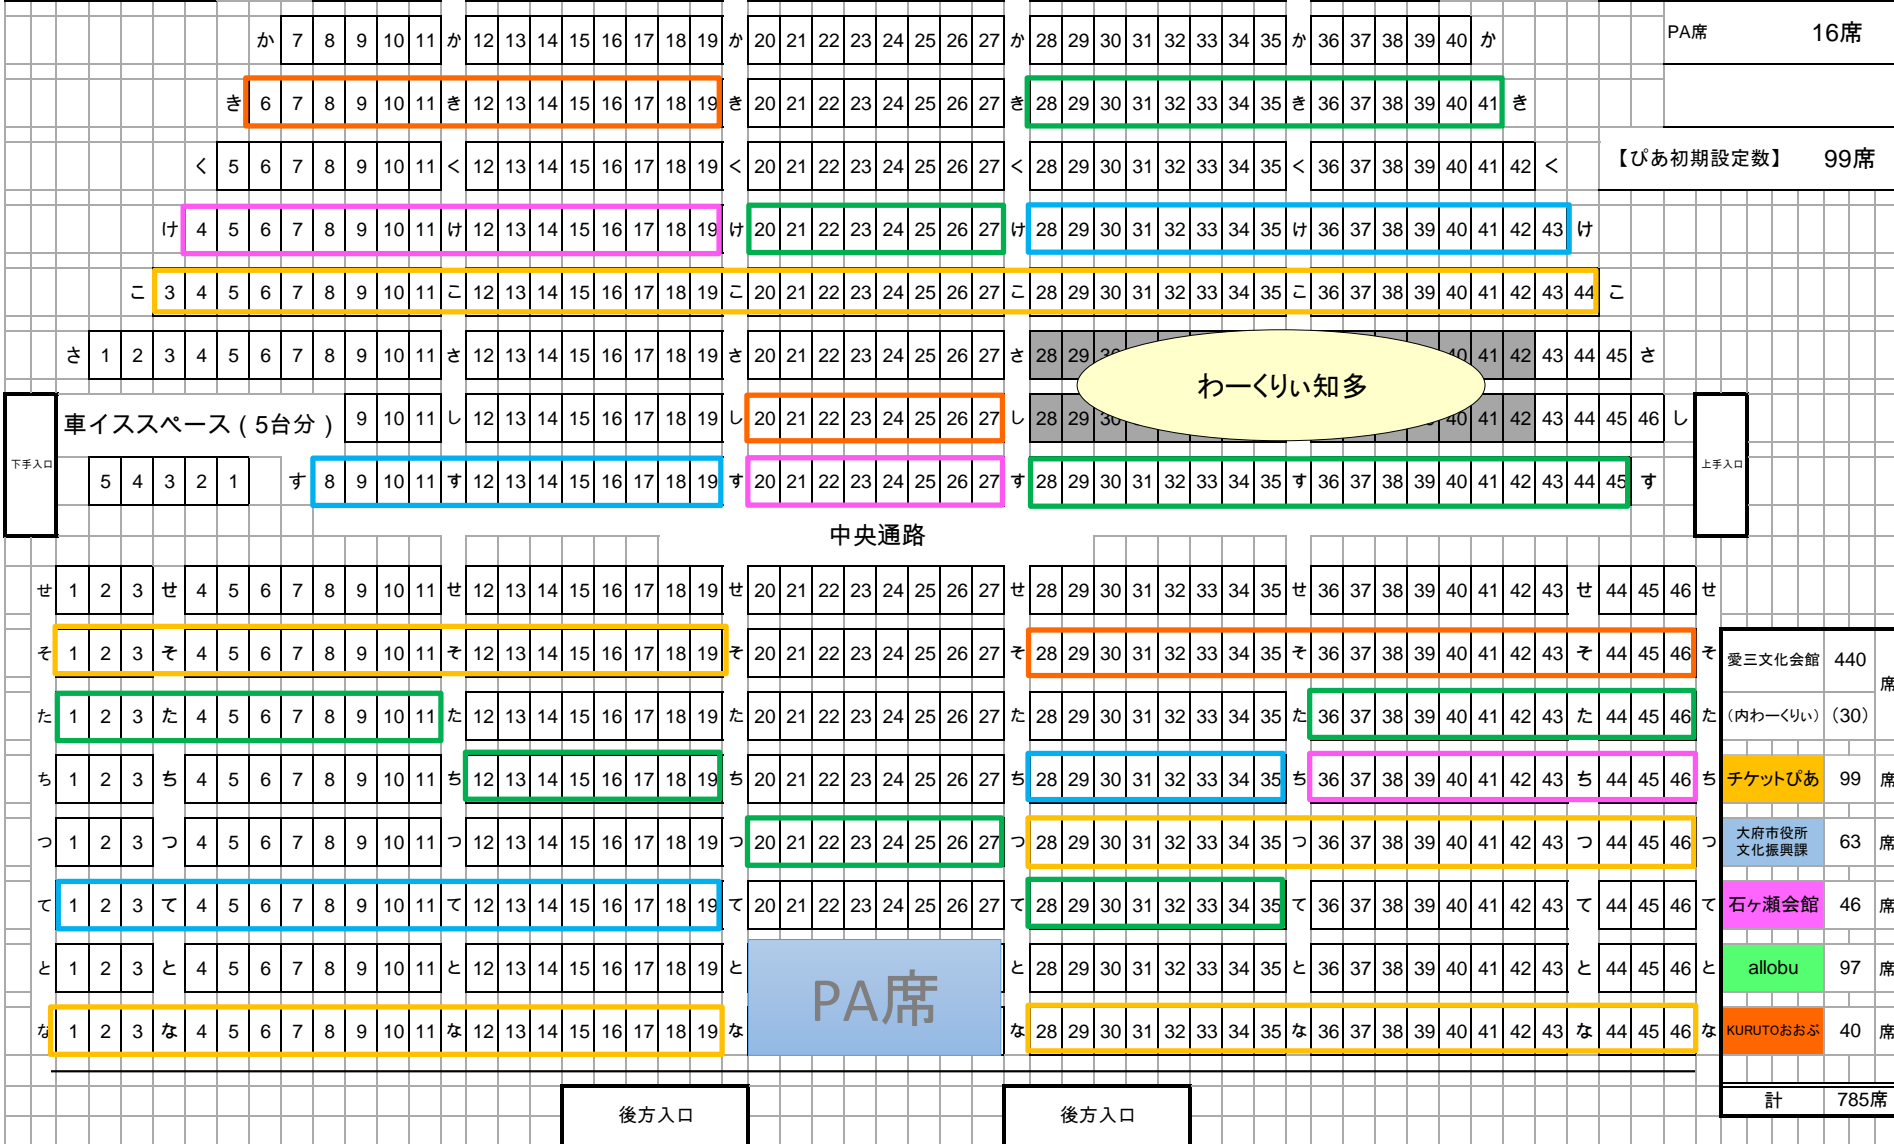 か 7 8 9 10 11 か 12 13 14 15 16 17 18 19 か 20 21 22 23 24 25 26 27 か 28 29 30 31 32 33 34 35 か 36 37 38 39 40 か
PA席 16席
き 6 7 8 9 10 11 き 12 13 14 15 16 17 18 19 き 20 21 22 23 24 25 26 27 き 28 29 30 31 32 33 34 35 き 36 37 38 39 40 41 き
く 5 6 7 8 9 10 11 く 12 13 14 15 16 17 18 19 く 20 21 22 23 24 25 26 27 く 28 29 30 31 32 33 34 35 く 36 37 38 39 40 41 42 く
【ぴあ初期設定数】 99席
け 4 5 6 7 8 9 10 11 け 12 13 14 15 16 17 18 19 け 20 21 22 23 24 25 26 27 け 28 29 30 31 32 33 34 35 け 36 37 38 39 40 41 42 43 け
こ 3 4 5 6 7 8 9 10 11 こ 12 13 14 15 16 17 18 19 こ 20 21 22 23 24 25 26 27 こ 28 29 30 31 32 33 34 35 こ 36 37 38 39 40 41 42 43 44 こ
さ 1 2 3 4 5 6 7 8 9 10 11 さ 12 13 14 15 16 17 18 19 さ 20 21 22 23 24 25 26 27 さ 28 29 30 40 41 42 43 44 45 さ
わーくりぃ知多
車イススペース(5台分) 9 10 11 し 12 13 14 15 16 17 18 19 し 20 21 22 23 24 25 26 27 し 28 29 30 40 41 42 43 44 45 46 し
下手入口
上手入口
5 4 3 2 1 す 8 9 10 11 す 12 13 14 15 16 17 18 19 す 20 21 22 23 24 25 26 27 す 28 29 30 31 32 33 34 35 す 36 37 38 39 40 41 42 43 44 45 す
中央通路
せ 1 2 3 せ 4 5 6 7 8 9 10 11 せ 12 13 14 15 16 17 18 19 せ 20 21 22 23 24 25 26 27 せ 28 29 30 31 32 33 34 35 せ 36 37 38 39 40 41 42 43 せ 44 45 46 せ
そ 1 2 3 そ 4 5 6 7 8 9 10 11 そ 12 13 14 15 16 17 18 19 そ 20 21 22 23 24 25 26 27 そ 28 29 30 31 32 33 34 35 そ 36 37 38 39 40 41 42 43 そ 44 45 46 そ
愛三文化会館 440 席
た 1 2 3 た 4 5 6 7 8 9 10 11 た 12 13 14 15 16 17 18 19 た 20 21 22 23 24 25 26 27 た 28 29 30 31 32 33 34 35 た 36 37 38 39 40 41 42 43 た 44 45 46 た
(内わーくりぃ) (30)
ち 1 2 3 ち 4 5 6 7 8 9 10 11 ち 12 13 14 15 16 17 18 19 ち 20 21 22 23 24 25 26 27 ち 28 29 30 31 32 33 34 35 ち 36 37 38 39 40 41 42 43 ち 44 45 46 ち
チケットぴあ 99 席
つ 1 2 3 つ 4 5 6 7 8 9 10 11 つ 12 13 14 15 16 17 18 19 つ 20 21 22 23 24 25 26 27 つ 28 29 30 31 32 33 34 35 つ 36 37 38 39 40 41 42 43 つ 44 45 46 つ
大府市役所
文化振興課 63 席
て 1 2 3 て 4 5 6 7 8 9 10 11 て 12 13 14 15 16 17 18 19 て 20 21 22 23 24 25 26 27 て 28 29 30 31 32 33 34 35 て 36 37 38 39 40 41 42 43 て 44 45 46 て
石ヶ瀬会館 46 席
と 1 2 3 と 4 5 6 7 8 9 10 11 と 12 13 14 15 16 17 18 19 と と 28 29 30 31 32 33 34 35 と 36 37 38 39 40 41 42 43 と 44 45 46 と
allobu 97 席
PA席
な 1 2 3 な 4 5 6 7 8 9 10 11 な 12 13 14 15 16 17 18 19 な な 28 29 30 31 32 33 34 35 な 36 37 38 39 40 41 42 43 な 44 45 46 な
KURUTOおおぶ 40 席
計 785席
後方入口 後方入口